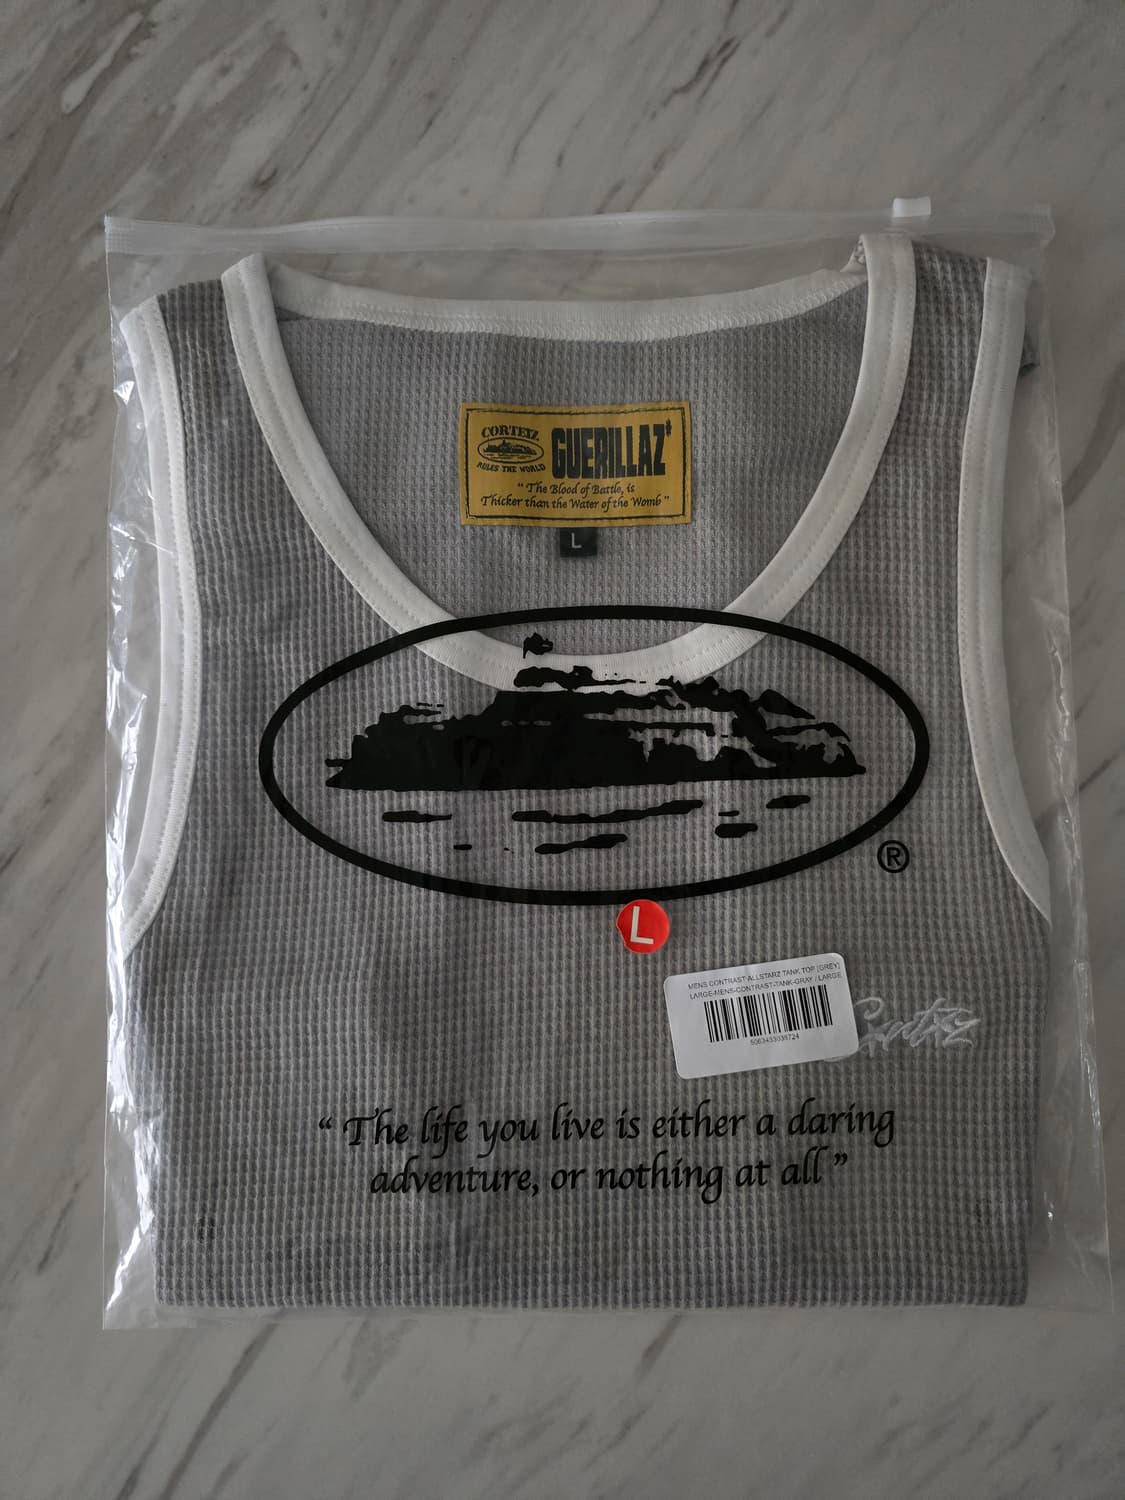 CORTEIZ
RULES THE WORLD
GUERILLAZ
“ The Blood of Battle, is
Thicker than the Water of the Womb ”
L
®
L
MENS CONTRAST ALLSTARZ TANK TOP [GREY]
LARGE-MENS-CONTRAST-TANK-GRAY / LARGE
5063433038724
Corteiz
“ The life you live is either a daring
adventure, or nothing at all ”